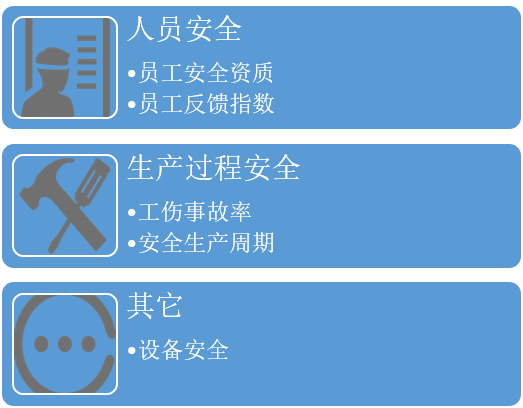 人员安全
•员工安全资质
•员工反馈指数
生产过程安全
•工伤事故率
•安全生产周期
其它
•设备安全